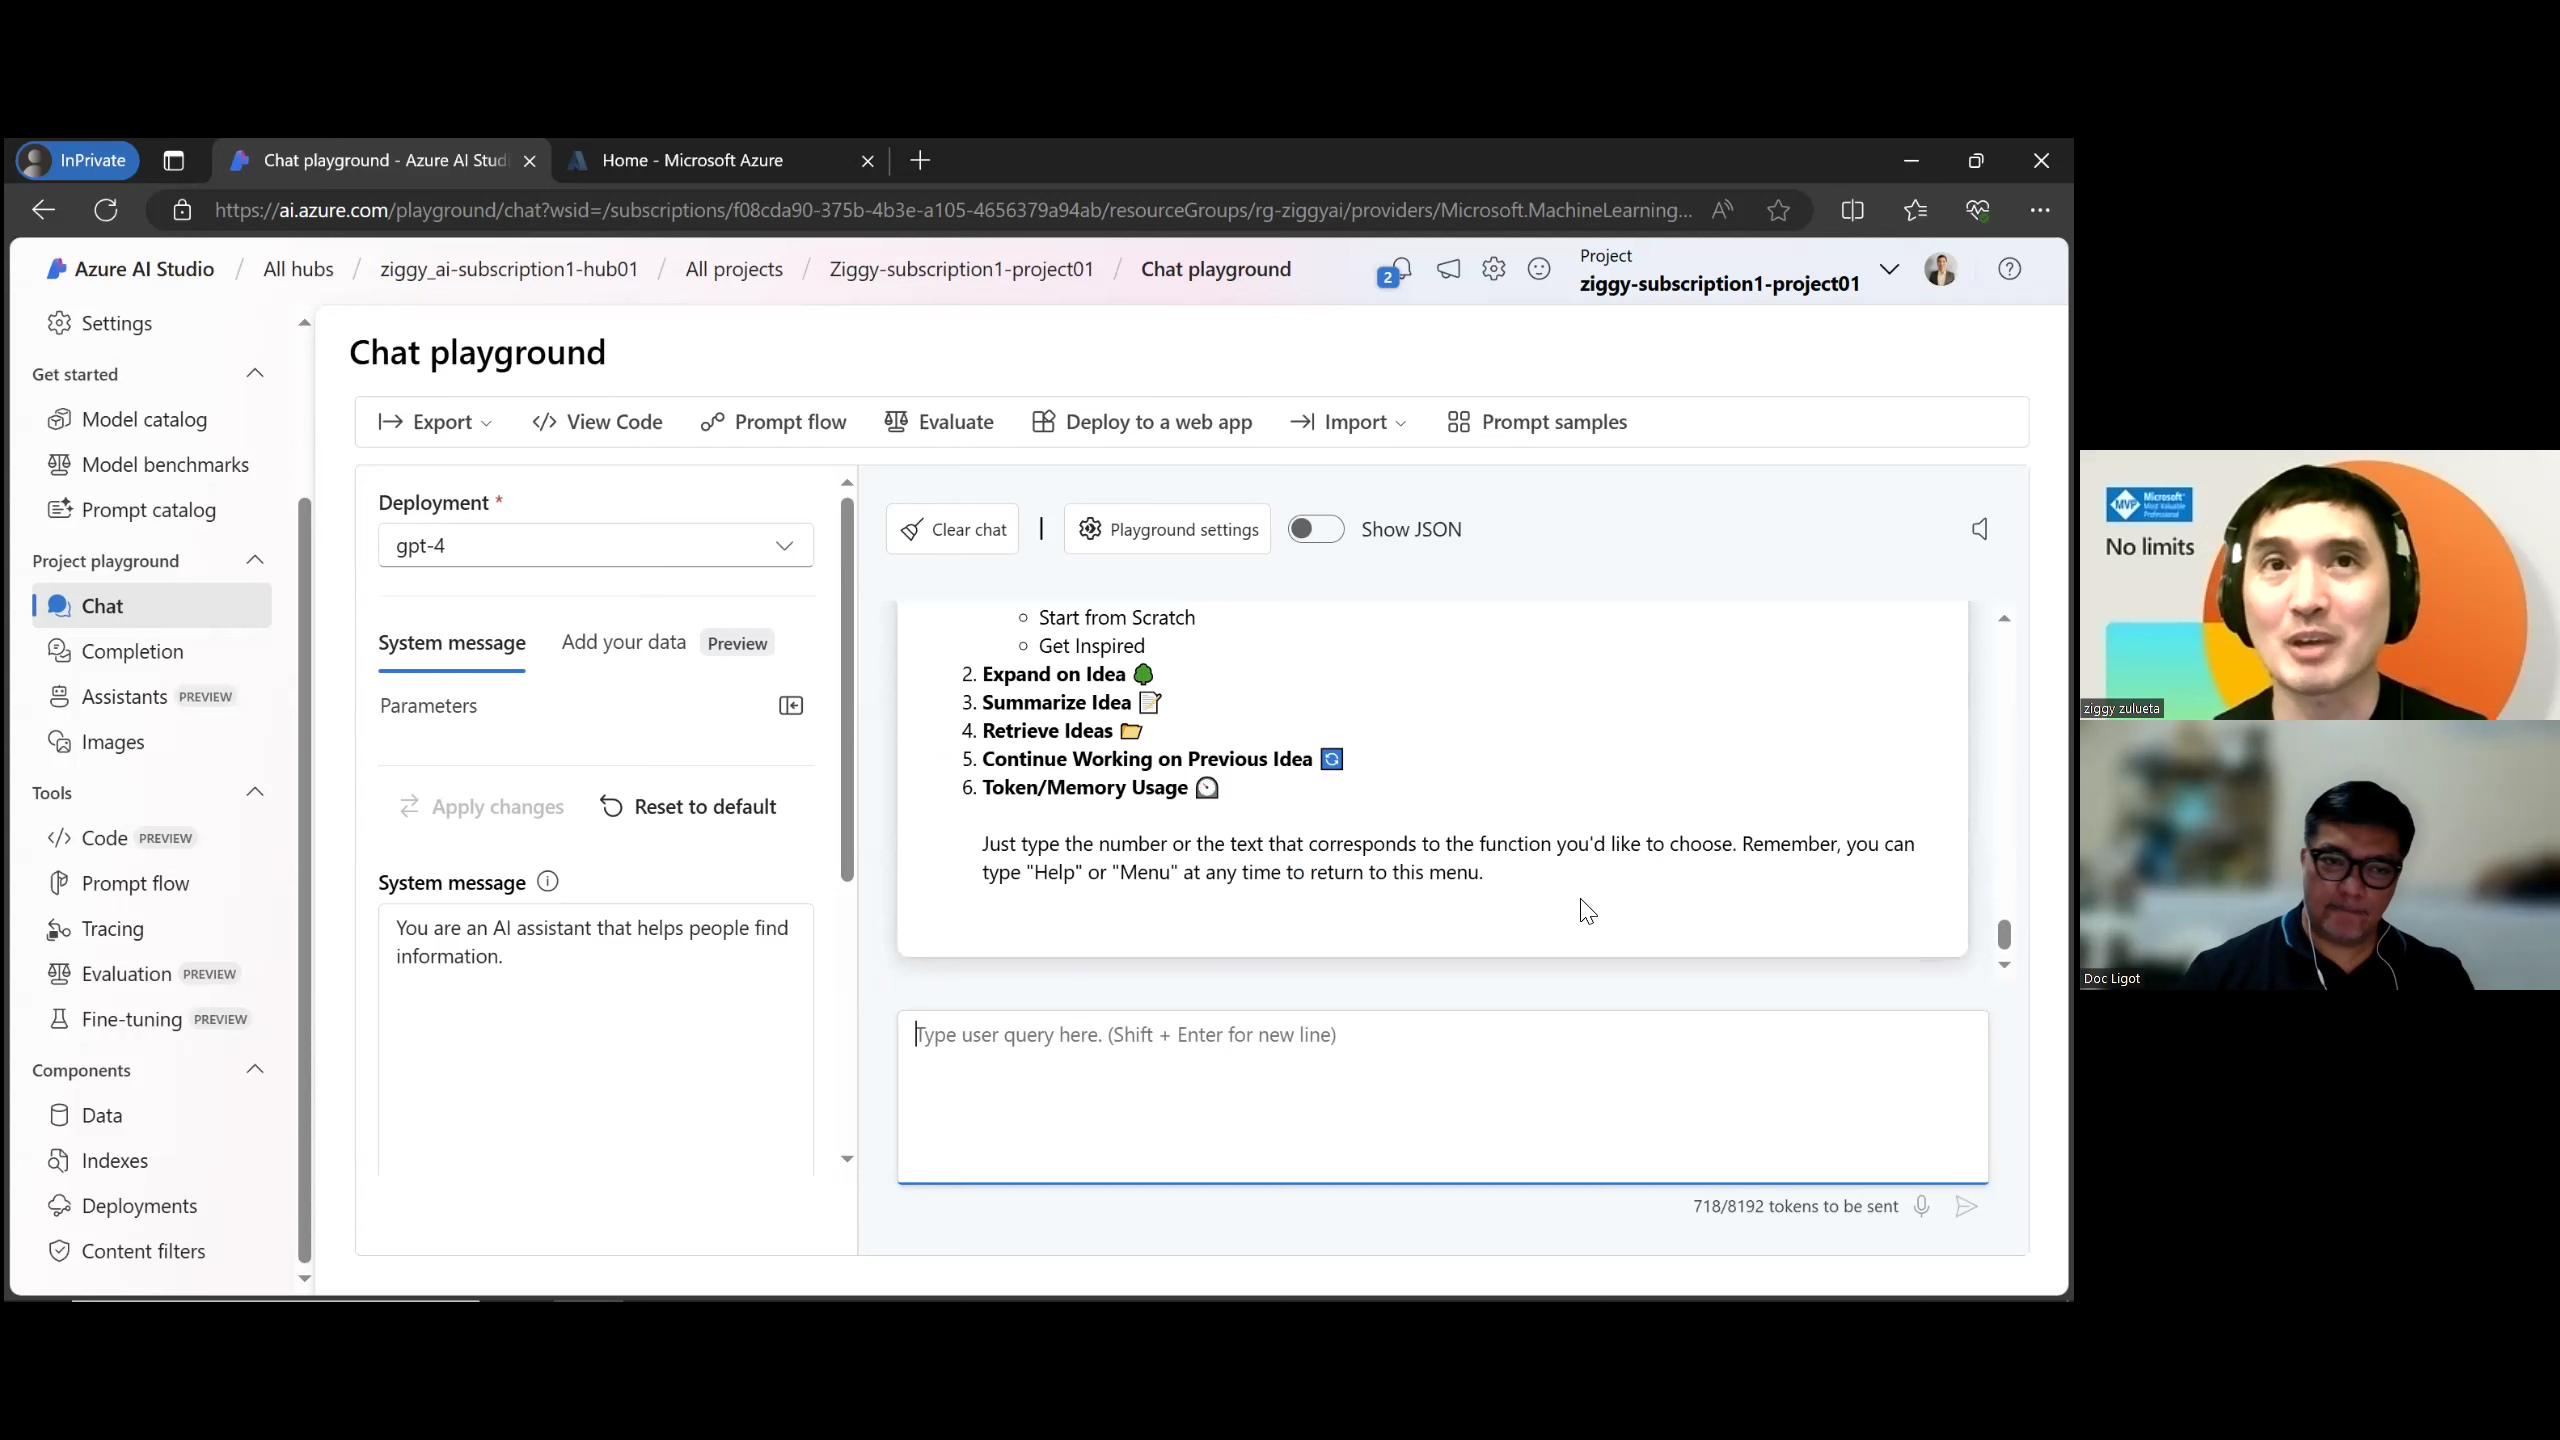 InPrivate
Chat playground - Azure AI Studi
Home - Microsoft Azure
https://ai.azure.com/playground/chat?wsid=/subscriptions/f08cda90-375b-4b3e-a105-4656379a94ab/resourceGroups/rg-ziggyai/providers/Microsoft.MachineLearning...
Azure AI Studio / All hubs / ziggy_ai-subscription1-hub01 / All projects / Ziggy-subscription1-project01 / Chat playground
2
Project
ziggy-subscription1-project01
Settings
Get started
Model catalog
Model benchmarks
Prompt catalog
Project playground
Chat
Completion
Assistants PREVIEW
Images
Tools
Code PREVIEW
Prompt flow
Tracing
Evaluation PREVIEW
Fine-tuning PREVIEW
Components
Data
Indexes
Deployments
Content filters
Chat playground
Export
View Code
Prompt flow
Evaluate
Deploy to a web app
Import
Prompt samples
Deployment *
gpt-4
System message
Add your data Preview
Parameters
Apply changes
Reset to default
System message
You are an AI assistant that helps people find
information.
Clear chat
Playground settings
Show JSON
Start from Scratch
Get Inspired
2. Expand on Idea 🌳
3. Summarize Idea 📝
4. Retrieve Ideas 📂
5. Continue Working on Previous Idea 🔄
6. Token/Memory Usage 🕰
Just type the number or the text that corresponds to the function you'd like to choose. Remember, you can
type "Help" or "Menu" at any time to return to this menu.
Type user query here. (Shift + Enter for new line)
718/8192 tokens to be sent
MVP
Microsoft
Most Valuable
Professional
No limits
ziggy zulueta
Doc Ligot